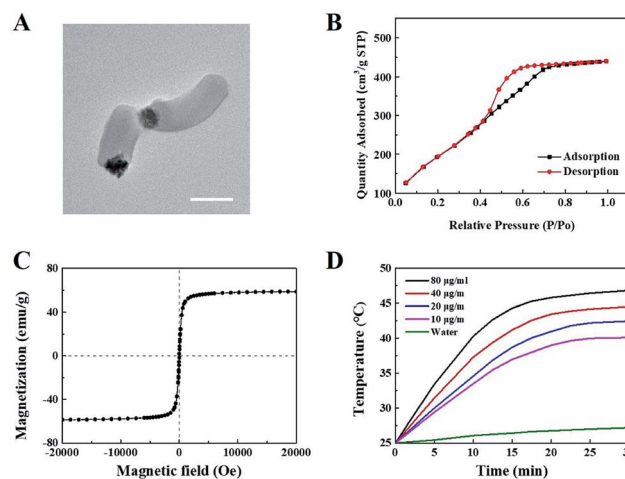 A
B
Quantity Adsorbed (cm³/g STP)
500
400
300
200
100
Adsorption
Desorption
0.0 0.2 0.4 0.6 0.8 1.0
Relative Pressure (P/Po)
C
Magnetization (emu/g)
80
40
0
-40
-80
-20000 -10000 0 10000 20000
Magnetic field (Oe)
D
Temperature (°C)
50
45
40
35
30
25
80 μg/ml
40 μg/m
20 μg/m
10 μg/m
Water
0 5 10 15 20 25 3
Time (min)